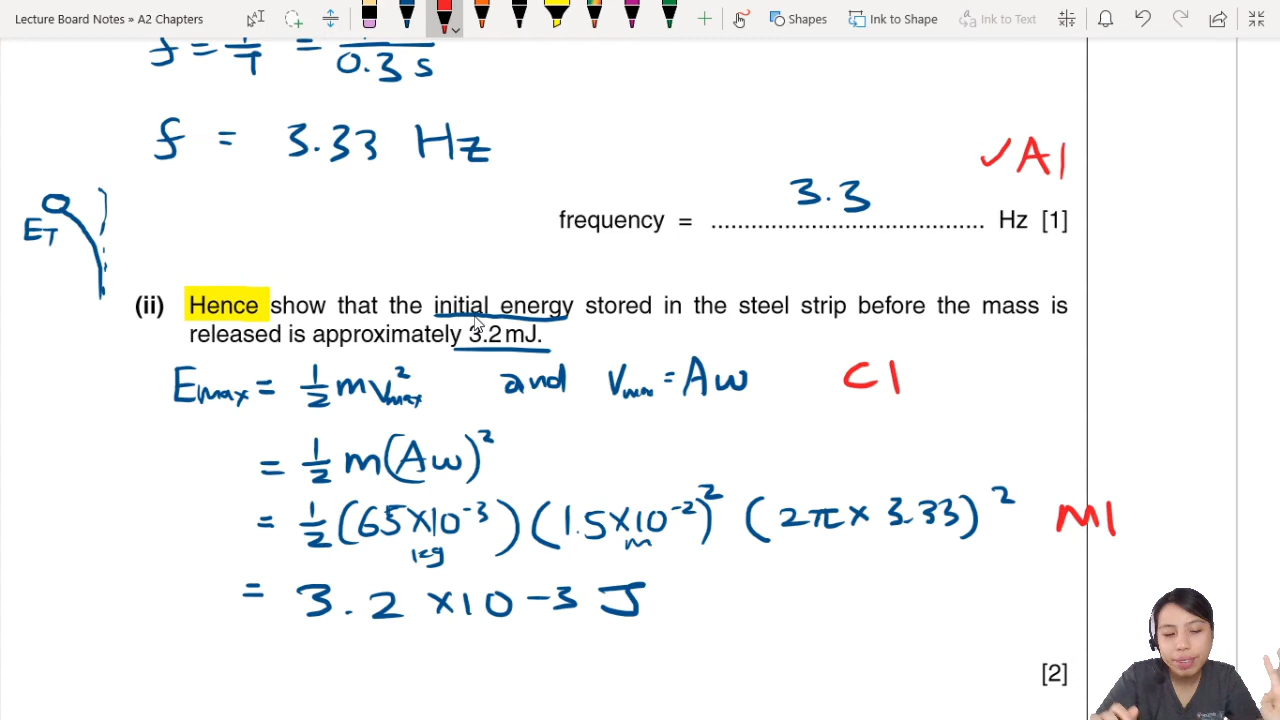 Lecture Board Notes » A2 Chapters
Shapes Ink to Shape Ink to Text
f = 1/T = 0.3 s
f = 3.33 Hz
✓A1
3.3
frequency = ........................................ Hz [1]
ET
(ii) Hence show that the initial energy stored in the steel strip before the mass is
released is approximately 3.2 mJ.
Emax = 1/2 m v²max and vmax = Aω C1
= 1/2 m(Aω)²
= 1/2 (65×10⁻³) (1.5×10⁻²)² (2π × 3.33)² M1
kg m
= 3.2 ×10⁻³ J
[2]